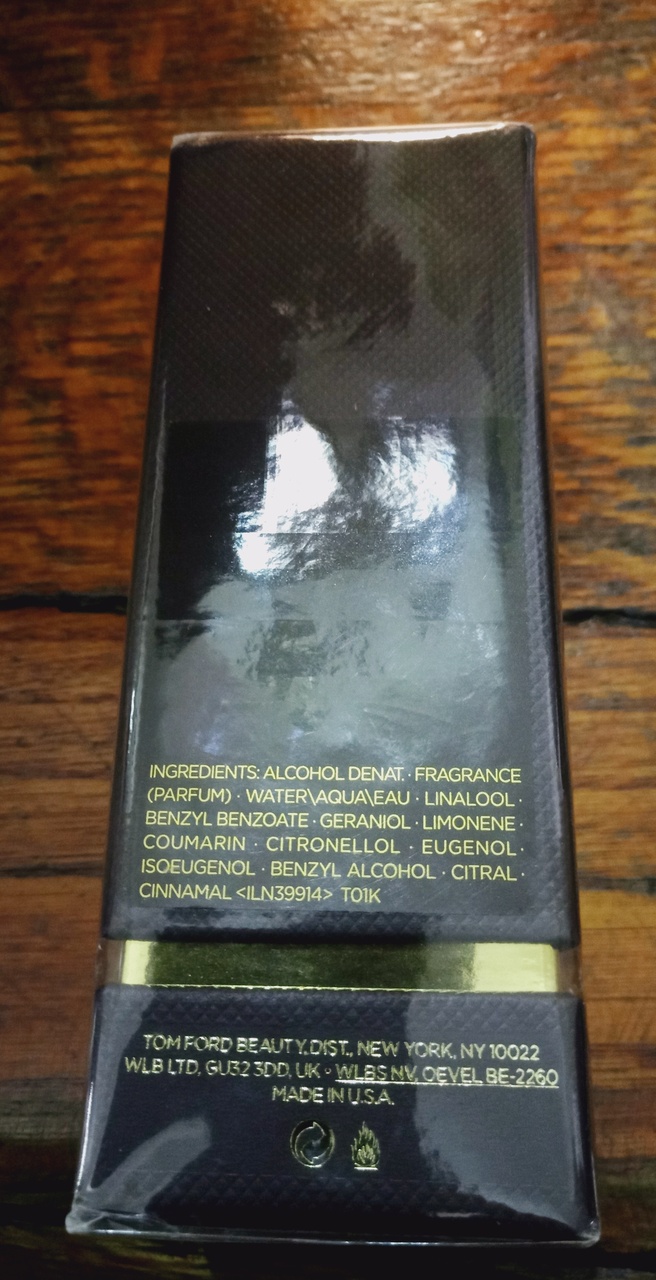 INGREDIENTS: ALCOHOL DENAT. · FRAGRANCE
(PARFUM) · WATER\AQUA\EAU · LINALOOL ·
BENZYL BENZOATE · GERANIOL · LIMONENE ·
COUMARIN · CITRONELLOL · EUGENOL ·
ISOEUGENOL · BENZYL ALCOHOL · CITRAL ·
CINNAMAL <ILN39914> T01K
TOM FORD BEAUTY, DIST., NEW YORK, NY 10022
WLB LTD, GU32 3DD, UK · WLBS NV, OEVEL BE-2260
MADE IN U.S.A.